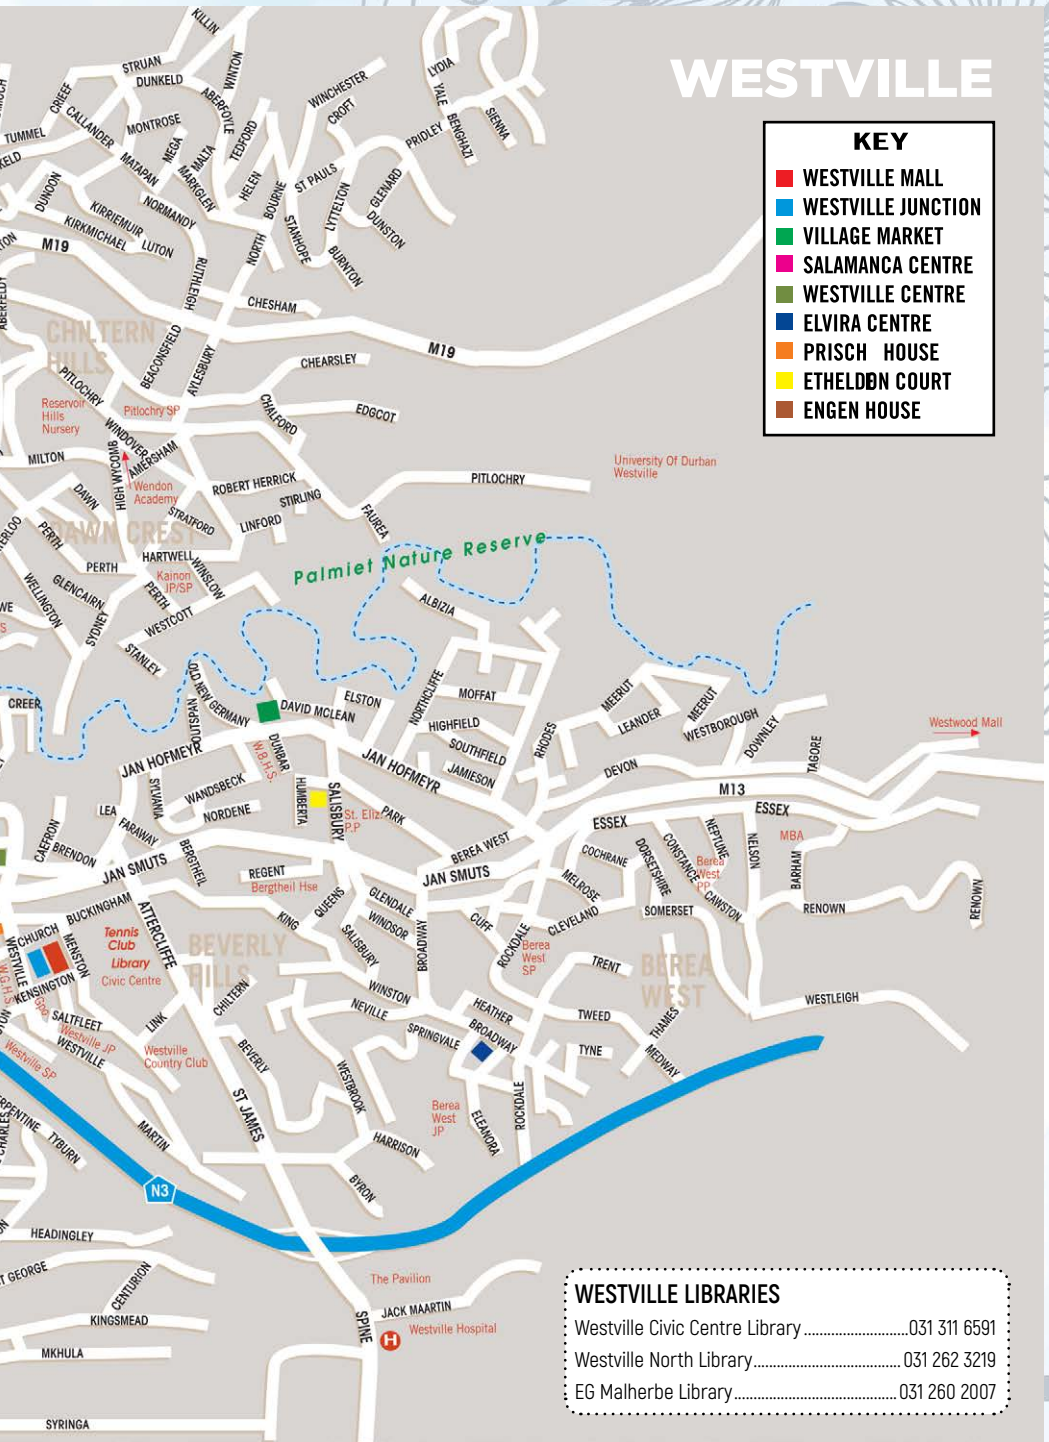 WESTVILLE
KEY
WESTVILLE MALL
WESTVILLE JUNCTION
VILLAGE MARKET
SALAMANCA CENTRE
WESTVILLE CENTRE
ELVIRA CENTRE
PRISCH HOUSE
ENGEN HOUSE
KILLIN
STRUAN
DUNKELD
WINTON
CRIEFF
ABERFOYLE
WINCHESTER
CROFT
LYDIA
YALE
BENGHAZI
SIENNA
PRIDLEY
CALLANDER
MONTROSE
TUMMEL
MEGA
MALTA
TEDFORD
MATAPAN
MARKGLEN
HELEN
BOURNE
ST PAULS
GLENARD
LYTTELTON
DUNSTON
DUNOON
KIRRIEMUIR
NORMANDY
KIRKMICHAEL
LUTON
STANHOPE
BURNTON
M19
NORTH
RUTHLEIGH
CHESHAM
ABERFELDY
CHILTERN
HILLS
BEACONSFIELD
AYLESBURY
M19
CHEARSLEY
PITLOCHRY
Reservoir
Hills
Nursery
Pitlochry SP
CHALFORD
EDGCOT
WINDOVER
AMERSHAM
HIGH WYCOMB
MILTON
Wendon
Academy
DAWN
ROBERT HERRICK
STIRLING
PITLOCHRY
University Of Durban
Westville
STRATFORD
LINFORD
FAUREA
PERTH
DAWN CREST
HARTWELL
WINSLOW
PERTH
Kainon
JP/SP
PERTH
WELLINGTON
GLENCAIRN
SYDNEY
WESTCOTT
STANLEY
Palmiet Nature Reserve
ALBIZIA
OLD NEW GERMANY
CREER
ELSTON
DAVID MCLEAN
NORTHCLIFFE
MOFFAT
HIGHFIELD
SOUTHFIELD
JAMIESON
RHODES
MEERUT
LEANDER
MEERUT
WESTBOROUGH
DOWNLEY
TAGORE
Westwood Mall
JAN HOFMEYR
DUNBAR
W.B.H.S.
JAN HOFMEYR
DEVON
M13
SYLVANIA
WANDSBECK
NORDENE
HUMBERTA
SALISBURY
PARK
LEA
FARAWAY
CAEFRON
BRENDON
JAN SMUTS
BERGTHEIL
REGENT
Bergtheil Hse
BEREA WEST
JAN SMUTS
ESSEX
ESSEX
COCHRANE
MELROSE
DORSETSHIRE
CONSTANCE
NEPTUNE
NELSON
MBA
BARHAM
Berea
West
PP
CAWSTON
SOMERSET
RENOWN
RENOWN
BUCKINGHAM
ATTERCLIFFE
KING
QUEENS
GLENDALE
WINDSOR
SALISBURY
BROADWAY
CUFF
ROCKDALE
CLEVELAND
CHURCH
MENSTON
WESTVILLE
KENSINGTON
W.G.H.S.
Tennis
Club
Library
Civic Centre
BEVERLY
HILLS
Berea
West
SP
TRENT
BEREA
WEST
WESTLEIGH
SALTFLEET
Westville JP
WESTVILLE
Westville SP
LINK
CHILTERN
WINSTON
NEVILLE
SPRINGVALE
HEATHER
BROADWAY
TWEED
THAMES
TYNE
MEDWAY
Westville
Country Club
BEVERLY
WESTBROOK
Berea
West
JP
ELEANORA
ROCKDALE
ST JAMES
MARTIN
HARRISON
BYRON
TYBURN
N3
HEADINGLEY
CENTURION
KINGSMEAD
MKHULA
SYRINGA
The Pavilion
SPINE
JACK MAARTIN
Westville Hospital
H
WESTVILLE LIBRARIES
Westville Civic Centre Library ...........................031 311 6591
Westville North Library...................................... 031 262 3219
EG Malherbe Library.......................................... 031 260 2007